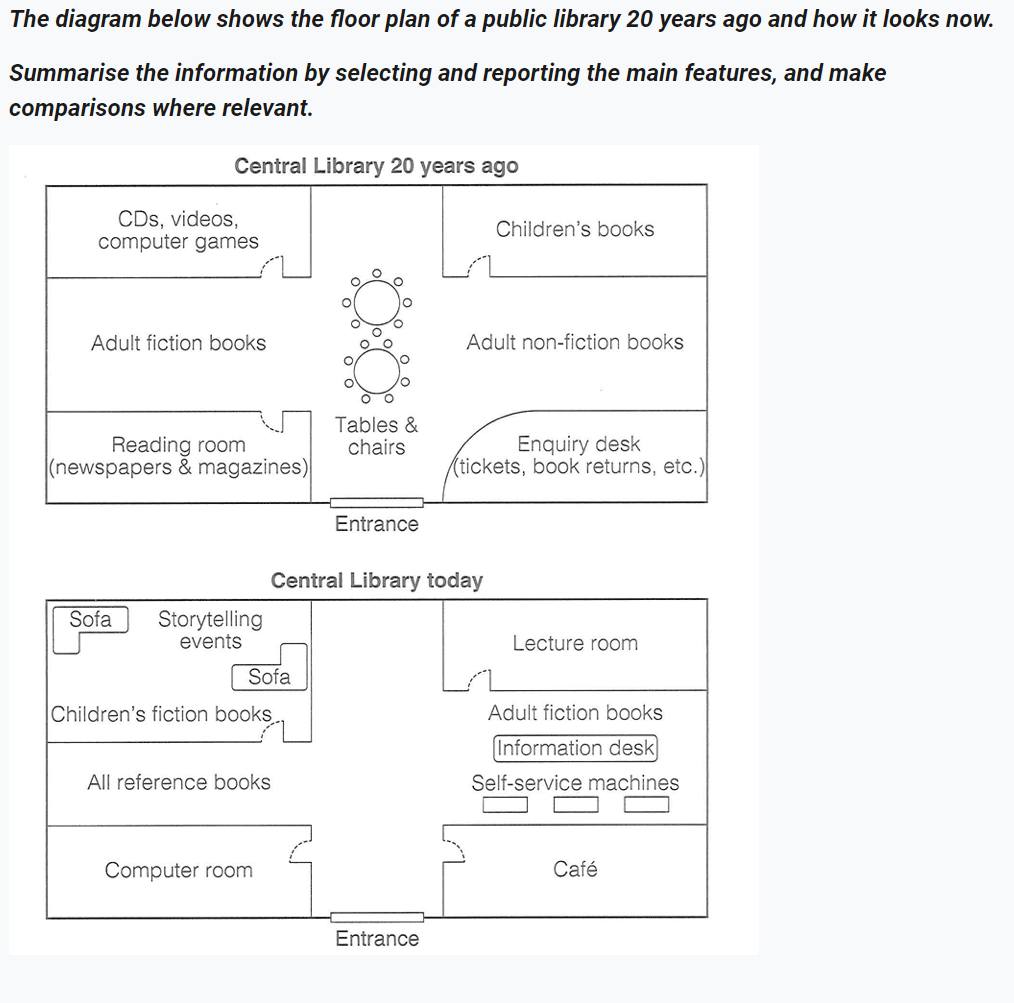 The diagram below shows the floor plan of a public library 20 years ago and how it looks now.
Summarise the information by selecting and reporting the main features, and make
comparisons where relevant.
Central Library 20 years ago
CDs, videos,
computer games
Children's books
Adult fiction books
Adult non-fiction books
Tables &
chairs
Reading room
(newspapers & magazines)
Enquiry desk
(tickets, book returns, etc.)
Entrance
Central Library today
Sofa
Storytelling
events
Sofa
Children's fiction books
Lecture room
Adult fiction books
Information desk
Self-service machines
All reference books
Computer room
Café
Entrance